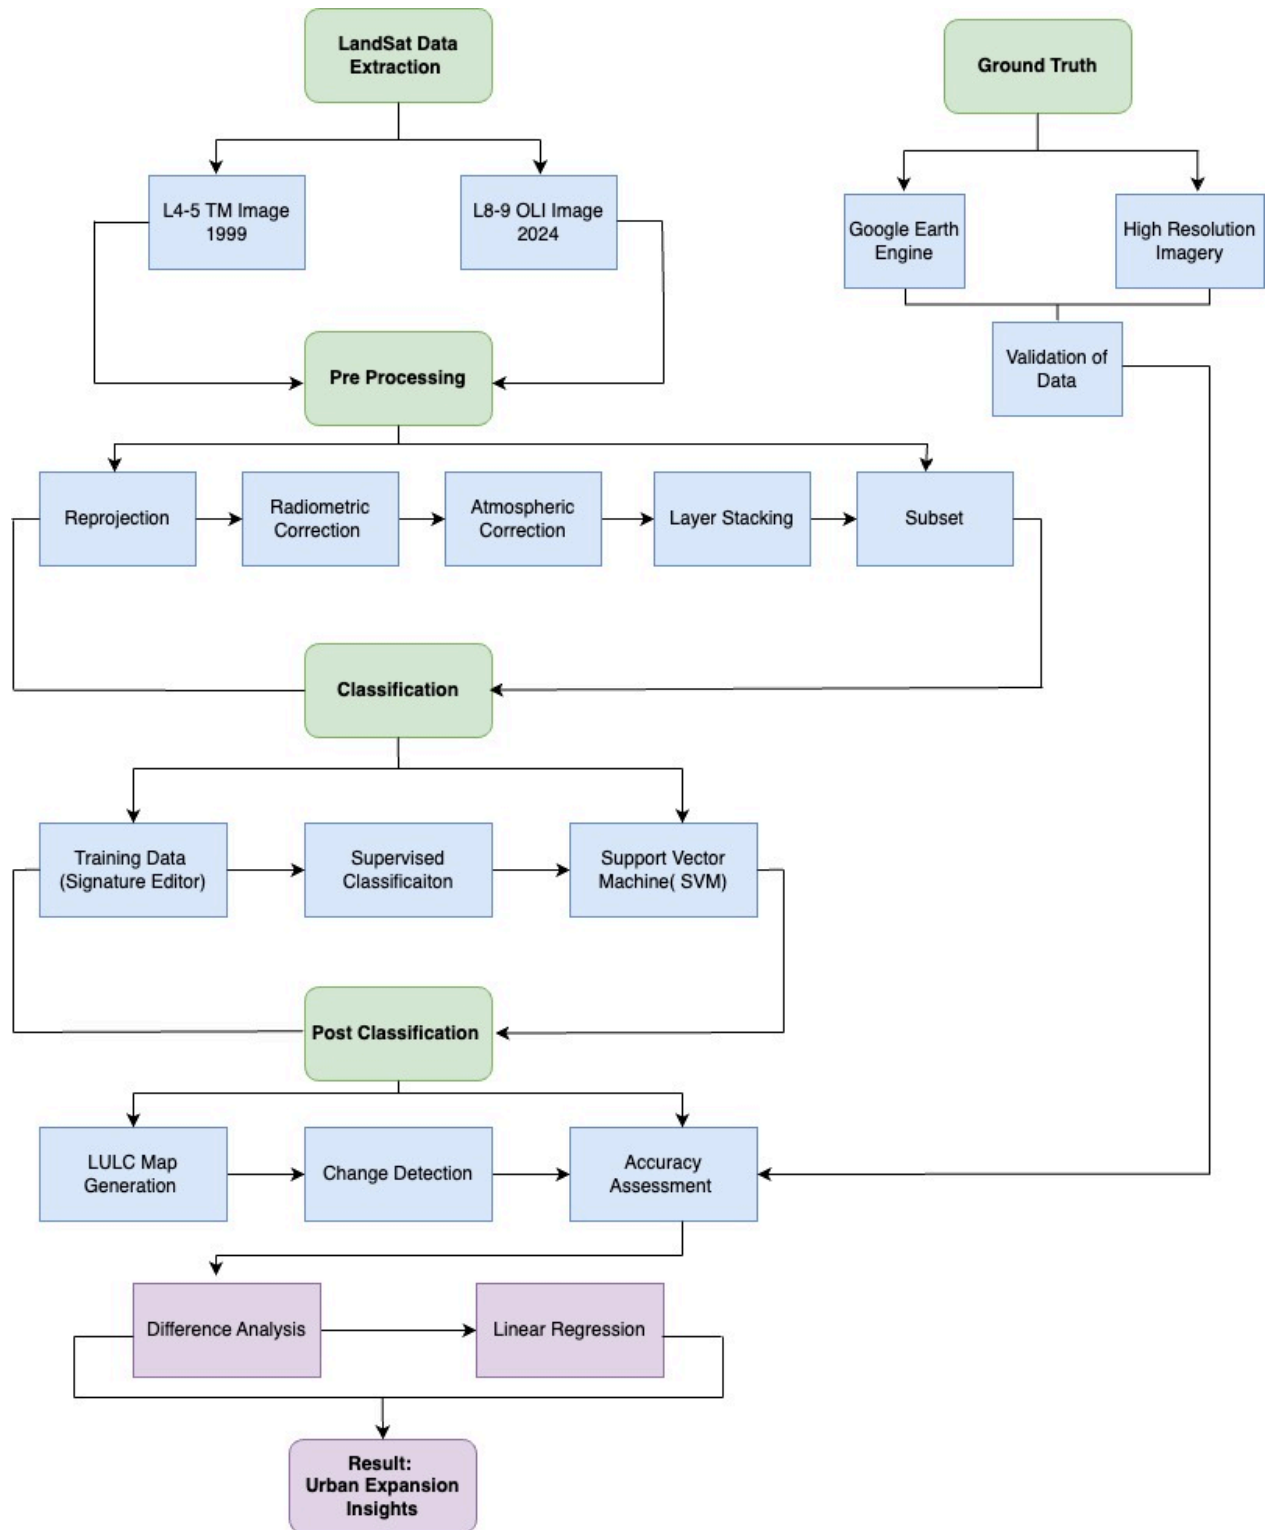 LandSat Data
Extraction
Ground Truth
L4-5 TM Image
1999
L8-9 OLI Image
2024
Google Earth
Engine
High Resolution
Imagery
Validation of
Data
Pre Processing
Reprojection
Radiometric
Correction
Atmospheric
Correction
Layer Stacking
Subset
Classification
Training Data
(Signature Editor)
Supervised
Classificaiton
Support Vector
Machine( SVM)
Post Classification
LULC Map
Generation
Change Detection
Accuracy
Assessment
Difference Analysis
Linear Regression
Result:
Urban Expansion
Insights